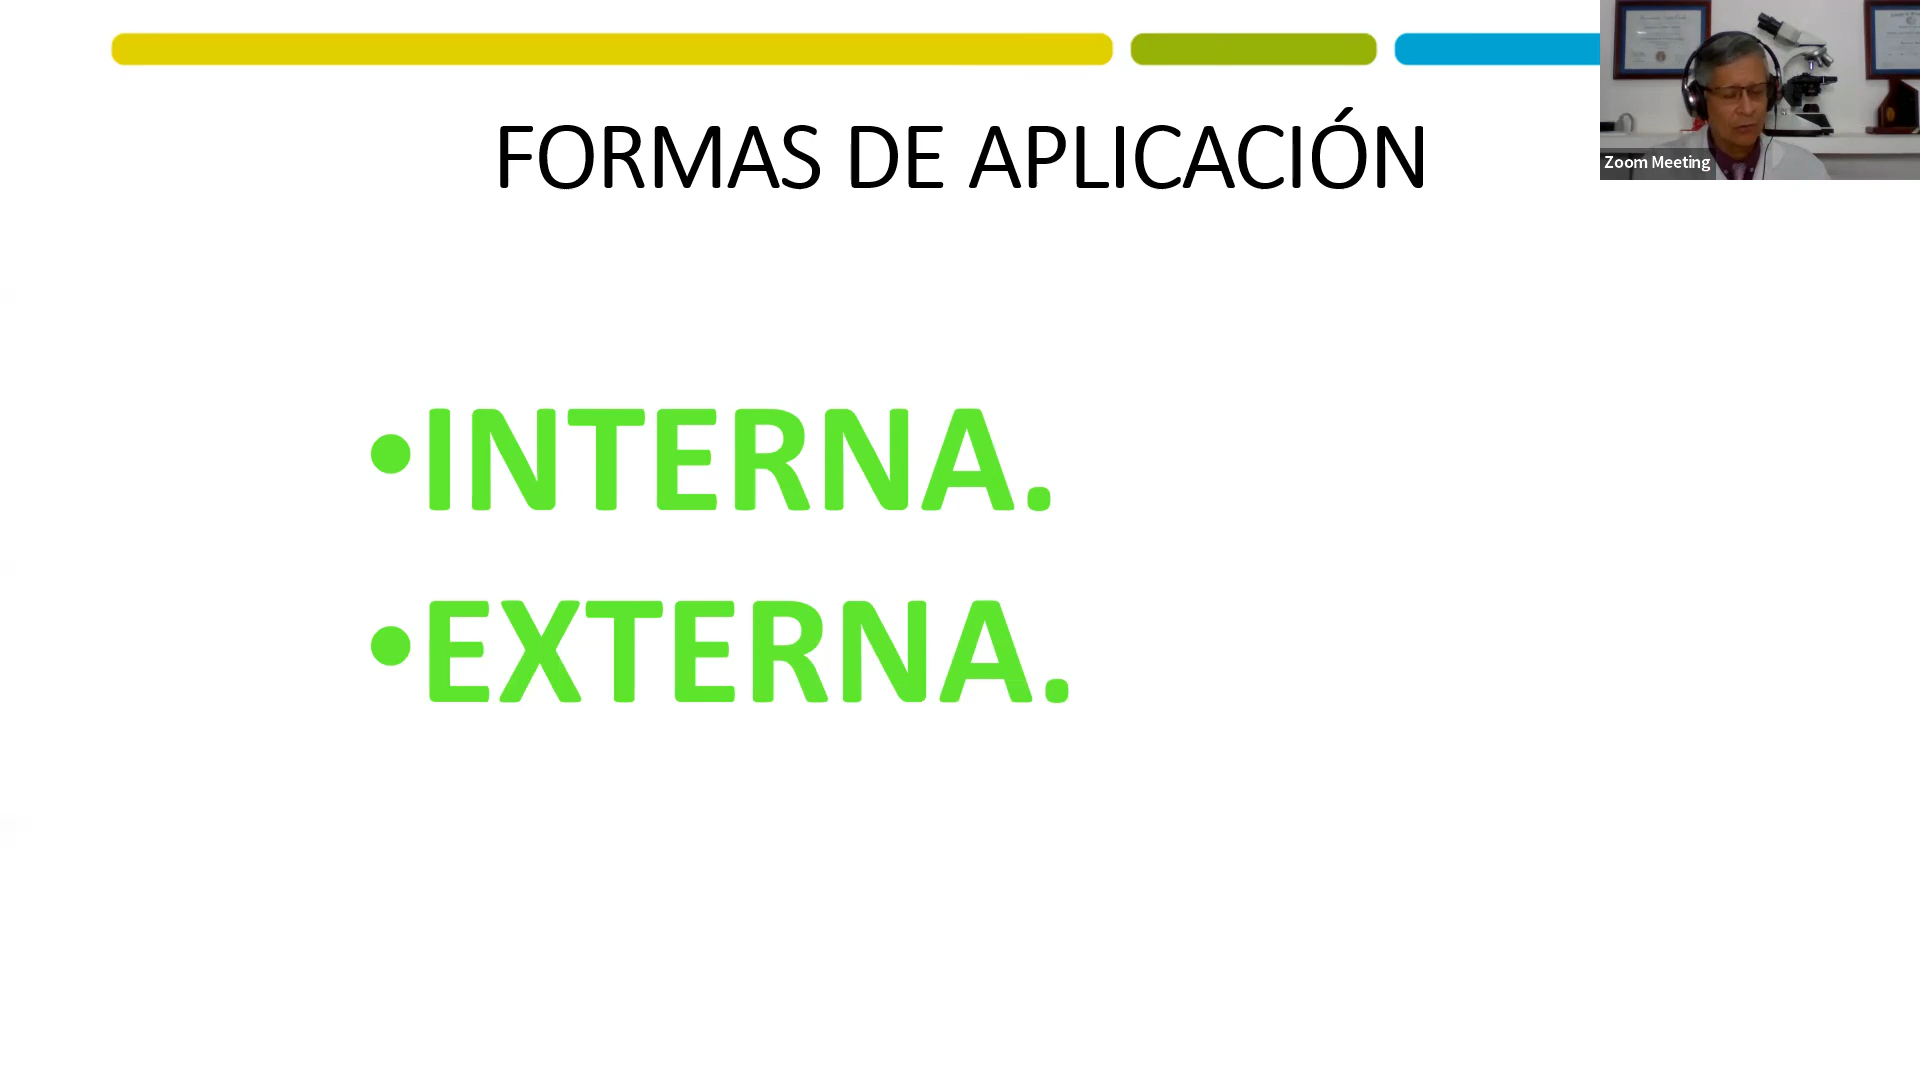 FORMAS DE APLICACIÓN
•INTERNA.
•EXTERNA.
Zoom Meeting